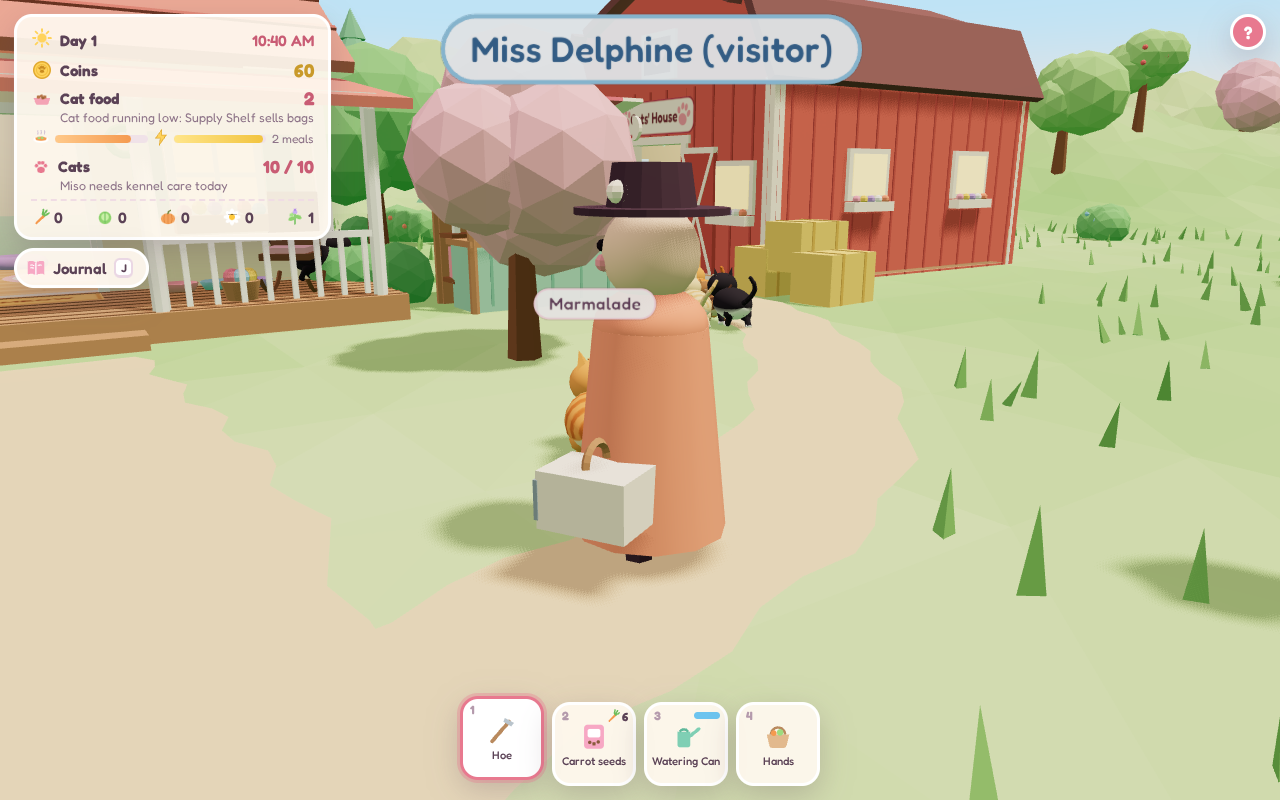 Day 1
10:40 AM
Coins
60
Cat food
2
Cat food running low: Supply Shelf sells bags
2 meals
Cats
10 / 10
Miso needs kennel care today
0
0
0
0
1
Journal
J
Miss Delphine (visitor)
?
House
Marmalade
1
Hoe
2
6
Carrot seeds
3
Watering Can
4
Hands